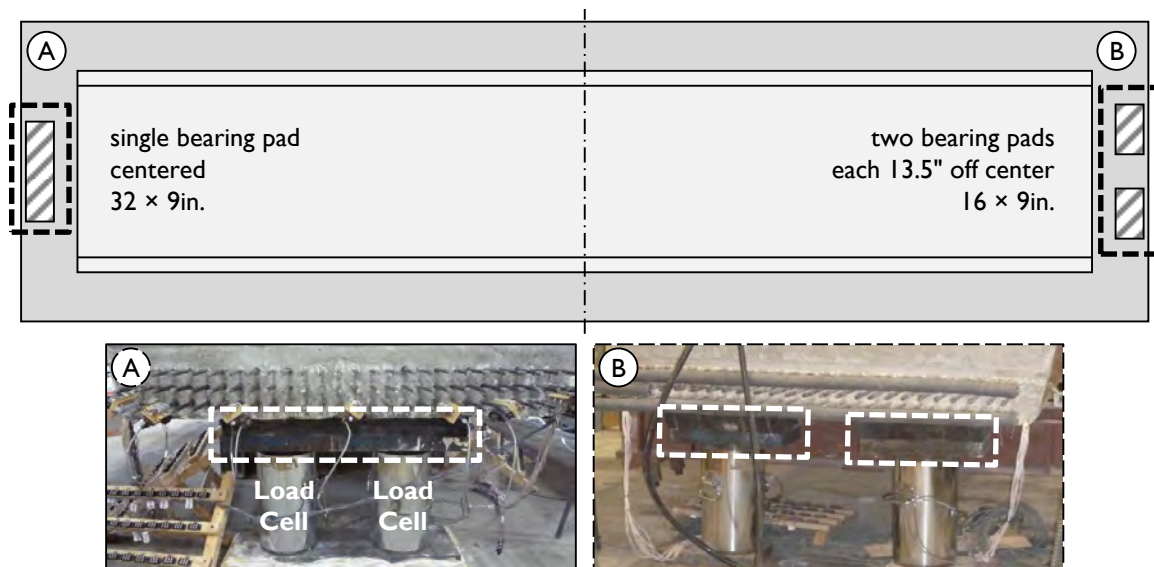 A
B
single bearing pad
centered
32 × 9in.
two bearing pads
each 13.5" off center
16 × 9in.
A
Load
Cell
Load
Cell
B